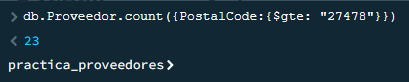 > db.Proveedor.count({PostalCode:{$gte: "27478"}})
< 23
practica_proveedores>